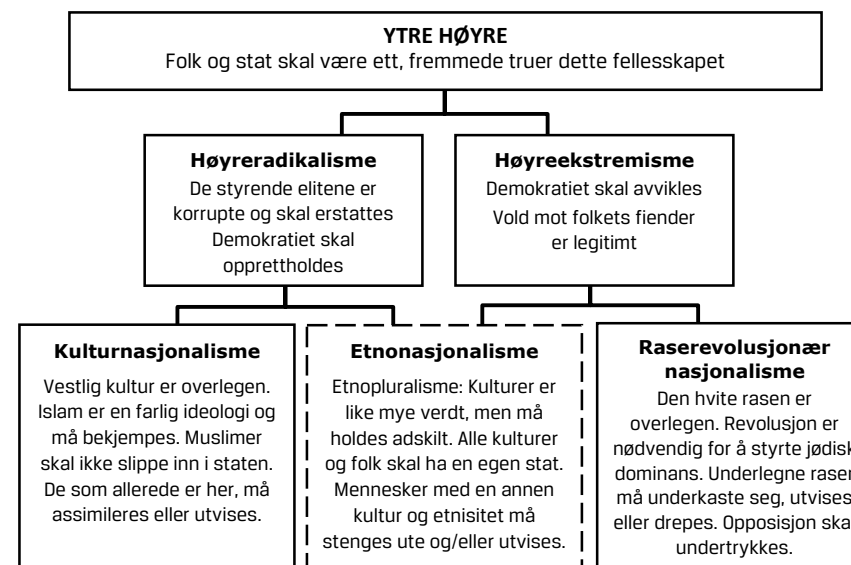 YTRE HØYRE
Folk og stat skal være ett, fremmede truer dette fellesskapet
Høyreradikalisme
De styrende elitene er
korrupte og skal erstattes
Demokratiet skal
opprettholdes
Høyreekstremisme
Demokratiet skal avvikles
Vold mot folkets fiender
er legitimt
Kulturnasjonalisme
Vestlig kultur er overlegen.
Islam er en farlig ideologi og
må bekjempes. Muslimer
skal ikke slippe inn i staten.
De som allerede er her, må
assimileres eller utvises.
Etnonasjonalisme
Etnopluralisme: Kulturer er
like mye verdt, men må
holdes adskilt. Alle kulturer
og folk skal ha en egen stat.
Mennesker med en annen
kultur og etnisitet må
stenges ute og/eller utvises.
Raserevolusjonær
nasjonalisme
Den hvite rasen er
overlegen. Revolusjon er
nødvendig for å styrte jødisk
dominans. Underlegne raser
må underkaste seg, utvises
eller drepes. Opposisjon ska
undertrykkes.